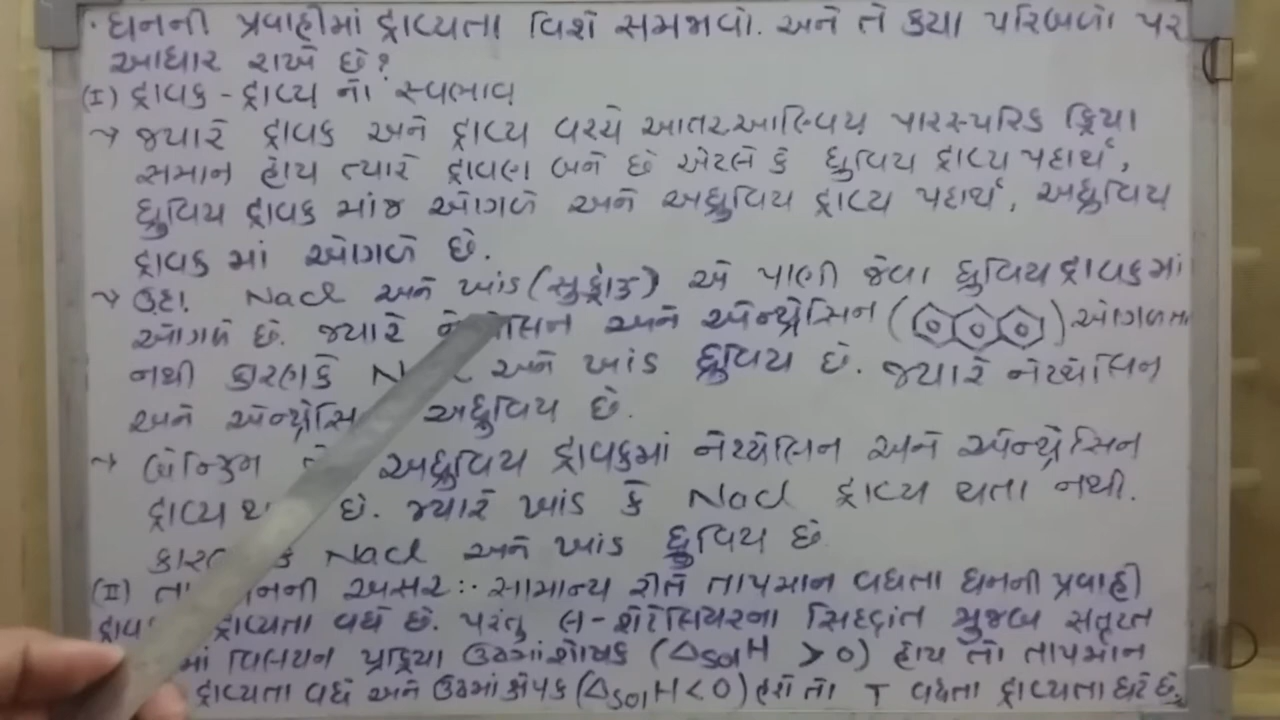 · ઘનની પ્રવાહીમાં દ્રાવ્યતા વિશે સમજાવો. અને તે કયા પરિબળો પર
આધાર રાખે છે?
(I) દ્રાવક - દ્રાવ્ય નો સ્વભાવ
→ જ્યારે દ્રાવક અને દ્રાવ્ય વચ્ચે આંતરઆણ્વિય પારસ્પરિક ક્રિયા
સમાન હોય ત્યારે દ્રાવણ બને છે એટલે કે ધ્રુવિય દ્રાવ્ય પદાર્થ,
ધ્રુવિય દ્રાવક માંજ ઓગળે અને અધ્રુવિય દ્રાવ્ય પદાર્થ, અધ્રુવિય
દ્રાવક માં ઓગળે છે.
→ ઉદા. NaCl અને ખાંડ (સુક્રોઝ) એ પાણી જેવા ધ્રુવિય દ્રાવકમાં
ઓગળે છે. જ્યારે અને એન્થ્રેસિન ( ) ઓગળતા
નથી કારણકે અને ખાંડ ધ્રુવિય છે. જ્યારે નેપ્થેલિન
અને અધ્રુવિય છે.
→ અધ્રુવિય દ્રાવકમાં નેપ્થેલિન અને એન્થ્રેસિન
દ્રાવ્ય છે. જ્યારે ખાંડ કે NaCl દ્રાવ્ય થતા નથી.
કે NaCl અને ખાંડ ધ્રુવિય છે
(II) અસર :- સામાન્ય રીતે તાપમાન વધતા ઘનની પ્રવાહી
દ્રાવ્યતા વધે છે. પરંતુ લ-શેટેલિયરના સિદ્ધાંત મુજબ સંતૃપ્ત
વિલયન પ્રક્રિયા ઉષ્માશોષક (ΔsolH > 0) હોય તો તાપમાન
દ્રાવ્યતા વધે અને ઉષ્માક્ષેપક (ΔsolH < 0) હશે તો T વધતા દ્રાવ્યતા ઘટે છે.